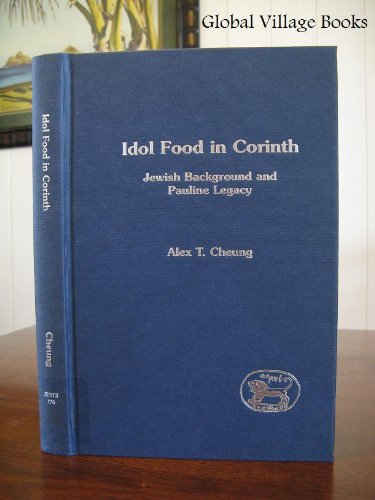 Global Village Books
Idol Food in Corinth
Cheung
JSNTS
176
Idol Food in Corinth
Jewish Background and
Pauline Legacy
Alex T. Cheung